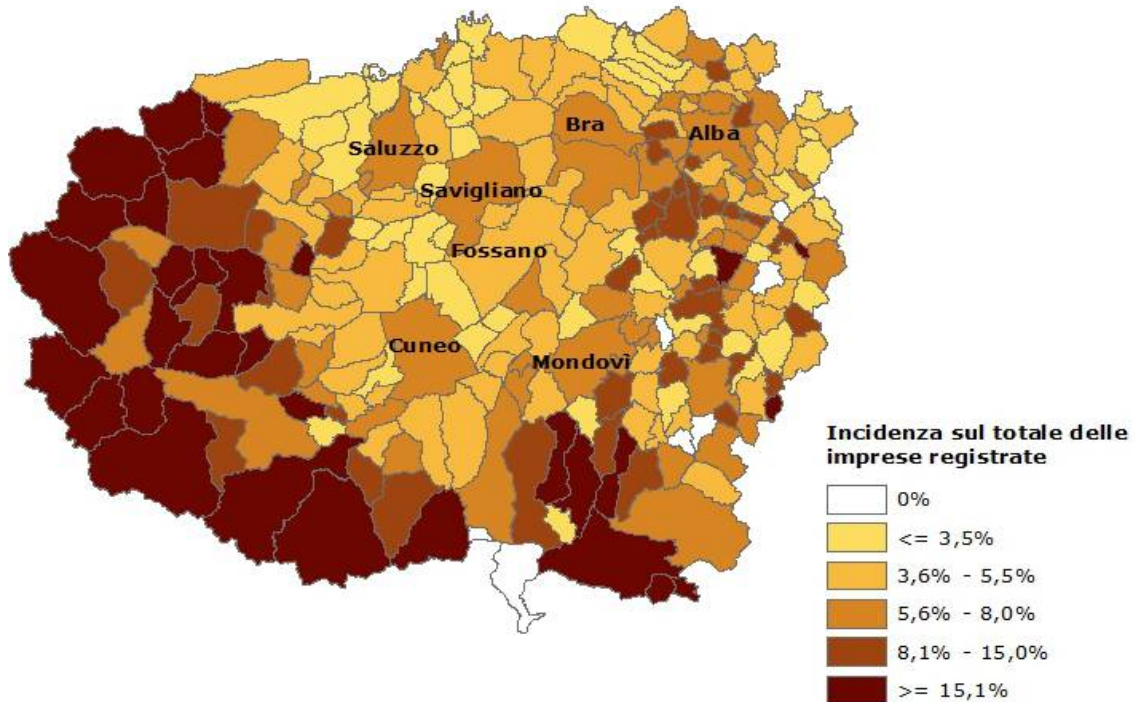 Bra
Alba
Saluzzo
Savigliano
Fossano
Cuneo
Mondovì
Incidenza sul totale delle
imprese registrate
0%
<= 3,5%
3,6% - 5,5%
5,6% - 8,0%
8,1% - 15,0%
>= 15,1%